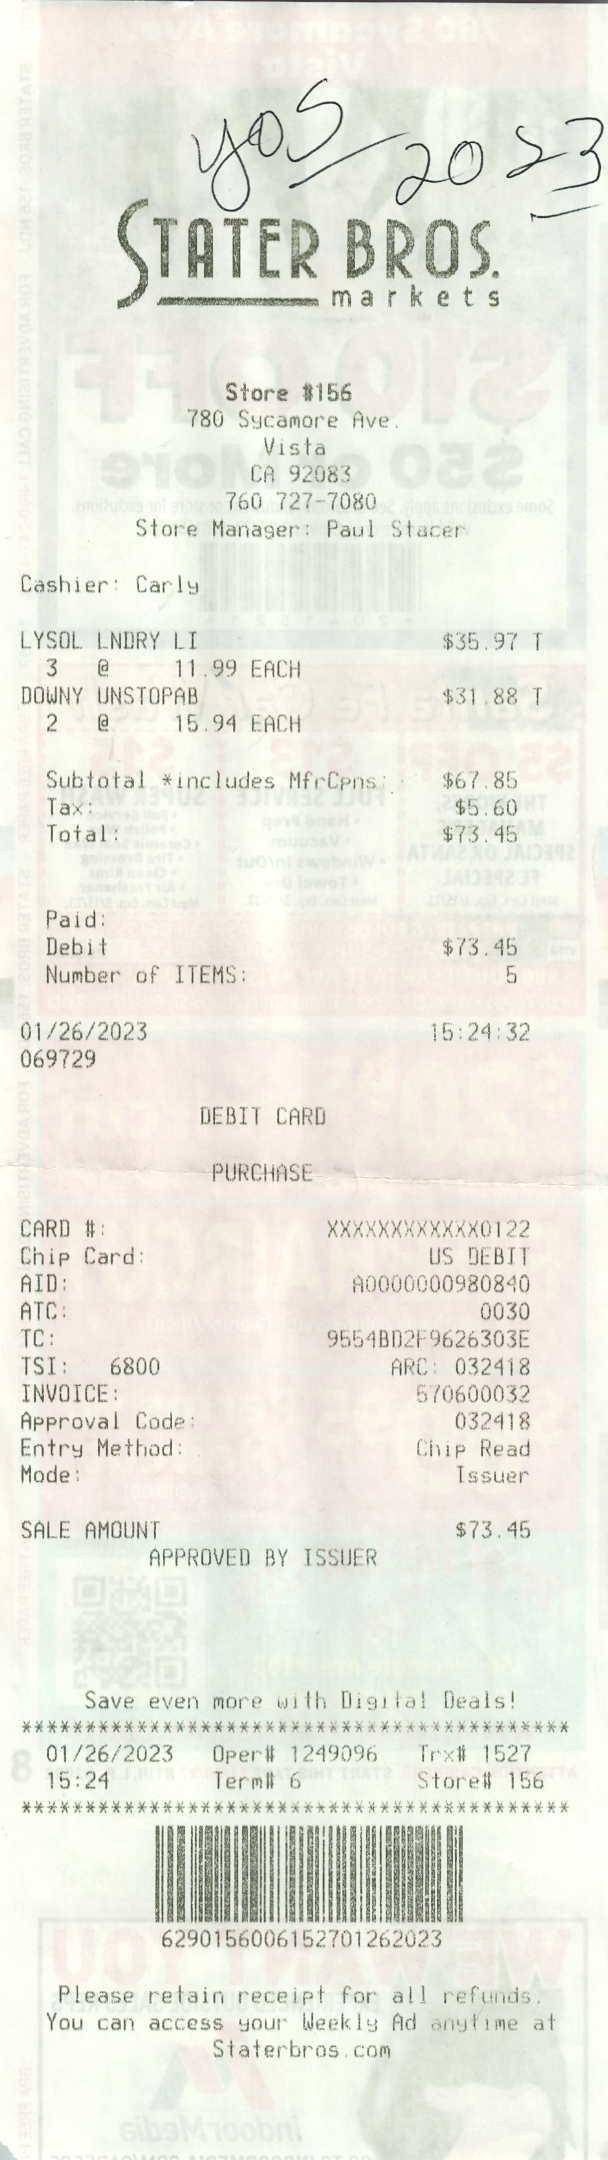 yos 2023
STATER BROS.
markets
Store #156
780 Sycamore Ave.
Vista
CA 92083
760 727-7080
Store Manager: Paul Stacer
Cashier: Carly
LYSOL LNDRY LI $35.97 T
3 @ 11.99 EACH
DOWNY UNSTOPAB $31.88 T
2 @ 15.94 EACH
Subtotal *includes MfrCpns: $67.85
Tax: $5.60
Total: $73.45
Paid:
Debit $73.45
Number of ITEMS: 5
01/26/2023 15:24:32
069729
DEBIT CARD
PURCHASE
CARD #: XXXXXXXXXXXX0122
Chip Card: US DEBIT
AID: A0000000980840
ATC: 0030
TC: 9554BD2F9626303E
TSI: 6800 ARC: 032418
INVOICE: 570600032
Approval Code: 032418
Entry Method: Chip Read
Mode: Issuer
SALE AMOUNT $73.45
APPROVED BY ISSUER
Save even more with Digital Deals!
*******************************************
01/26/2023 Oper# 1249096 Trx# 1527
15:24 Term# 6 Store# 156
*******************************************
6290156006152701262023
Please retain receipt for all refunds.
You can access your Weekly Ad anytime at
Staterbros.com